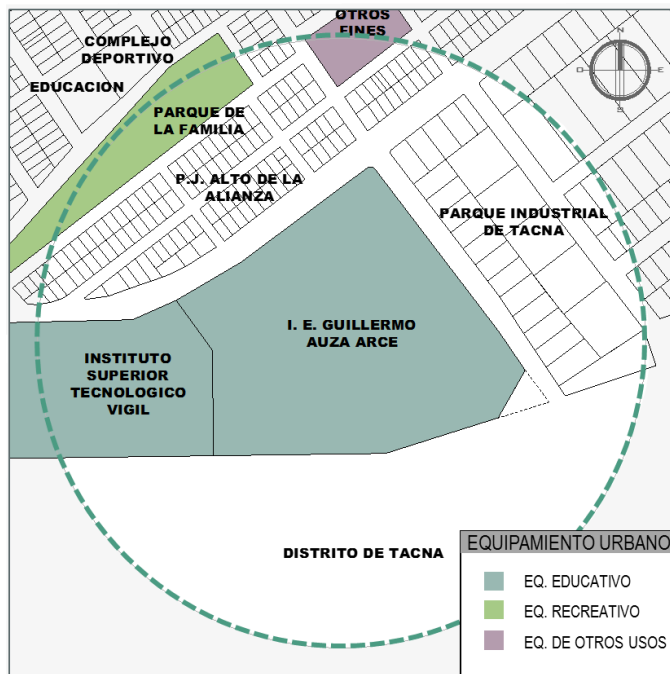 OTROS
FINES
COMPLEJO
DEPORTIVO
EDUCACION
PARQUE DE
LA FAMILIA
P.J. ALTO DE LA
ALIANZA
PARQUE INDUSTRIAL
DE TACNA
N
O
E
S
I. E. GUILLERMO
AUZA ARCE
INSTITUTO
SUPERIOR
TECNOLOGICO
VIGIL
DISTRITO DE TACNA
EQUIPAMIENTO URBANO
EQ. EDUCATIVO
EQ. RECREATIVO
EQ. DE OTROS USOS